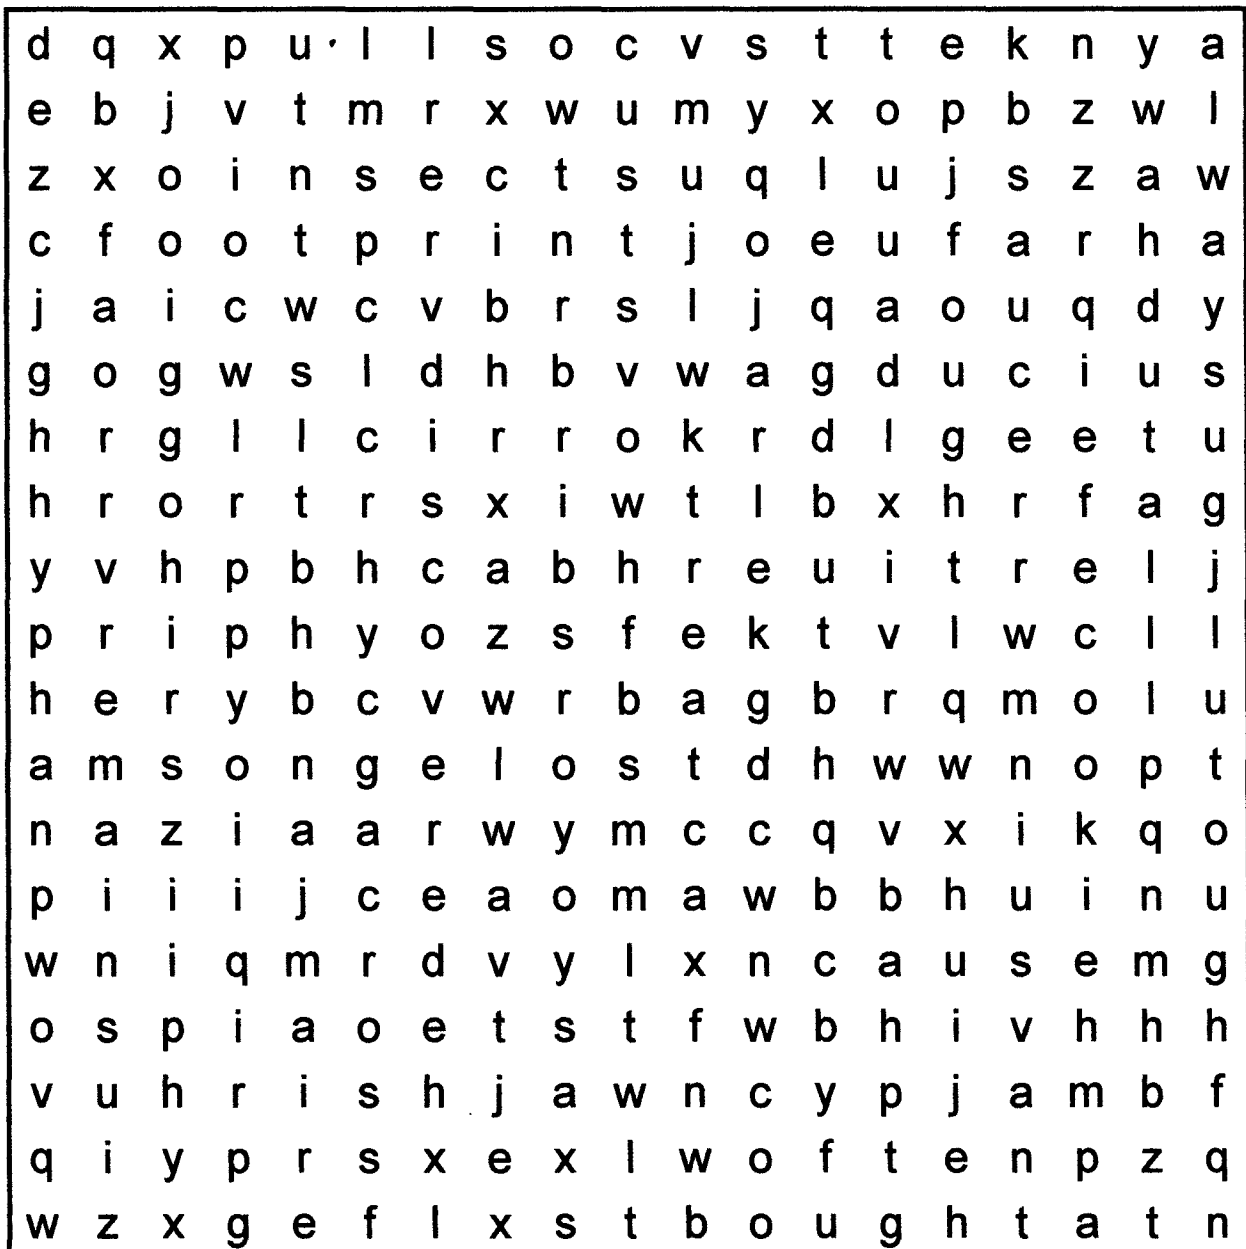 d q x p u l l s o c v s t t e k n y a
e b j v t m r x w u m y x o p b z w l
z x o i n s e c t s u q l u j s z a w
c f o o t p r i n t j o e u f a r h a
j a i c w c v b r s l j q a o u q d y
g o g w s l d h b v w a g d u c i u s
h r g l l c i r r o k r d l g e e t u
h r o r t r s x i w t l b x h r f a g
y v h p b h c a b h r e u i t r e l j
p r i p h y o z s f e k t v l w c l l
h e r y b c v w r b a g b r q m o l u
a m s o n g e l o s t d h w w n o p t
n a z i a a r w y m c c q v x i k q o
p i i i j c e a o m a w b b h u i n u
w n i q m r d v y l x n c a u s e m g
o s p i a o e t s t f w b h i v h h h
v u h r i s h j a w n c y p j a m b f
q i y p r s x e x l w o f t e n p z q
w z x g e f l x s t b o u g h t a t n